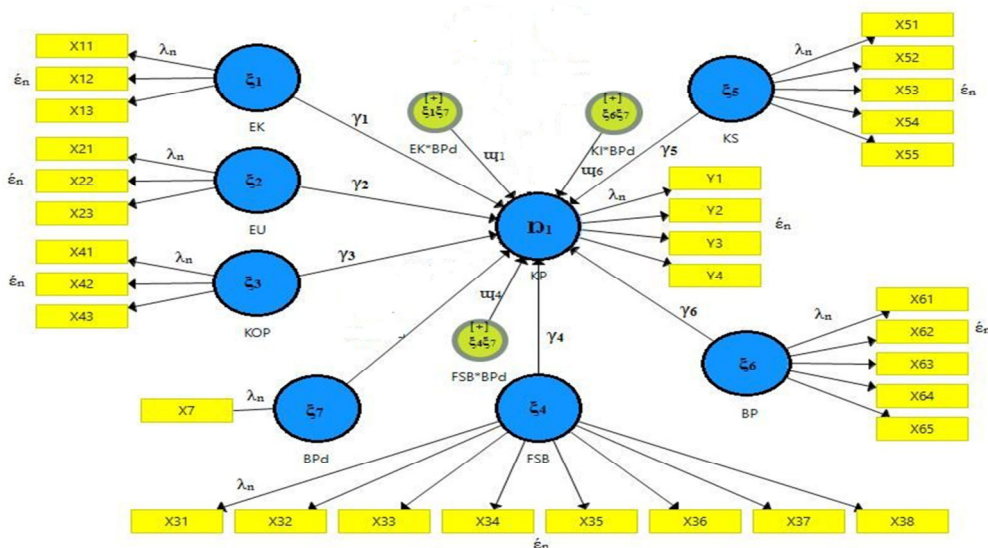 X11
X12
X13
έn
λn
ξ1
EK
X21
X22
X23
έn
λn
ξ2
EU
X41
X42
X43
έn
λn
ξ3
KOP
X7
λn
ξ7
BPd
γ1
γ2
γ3
[+]
ξ1ξ7
EK*BPd
[+]
ξ6ξ7
KI*BPd
щ1
щ6
KP
[+]
ξ4ξ7
FSB*BPd
щ4
γ4
ξ4
FSB
γ5
ξ5
KS
λn
X51
X52
X53
X54
X55
έn
λn
Y1
Y2
Y3
Y4
έn
γ6
ξ6
BP
λn
X61
X62
X63
X64
X65
έn
λn
X31
X32
X33
X34
X35
X36
X37
X38
έn